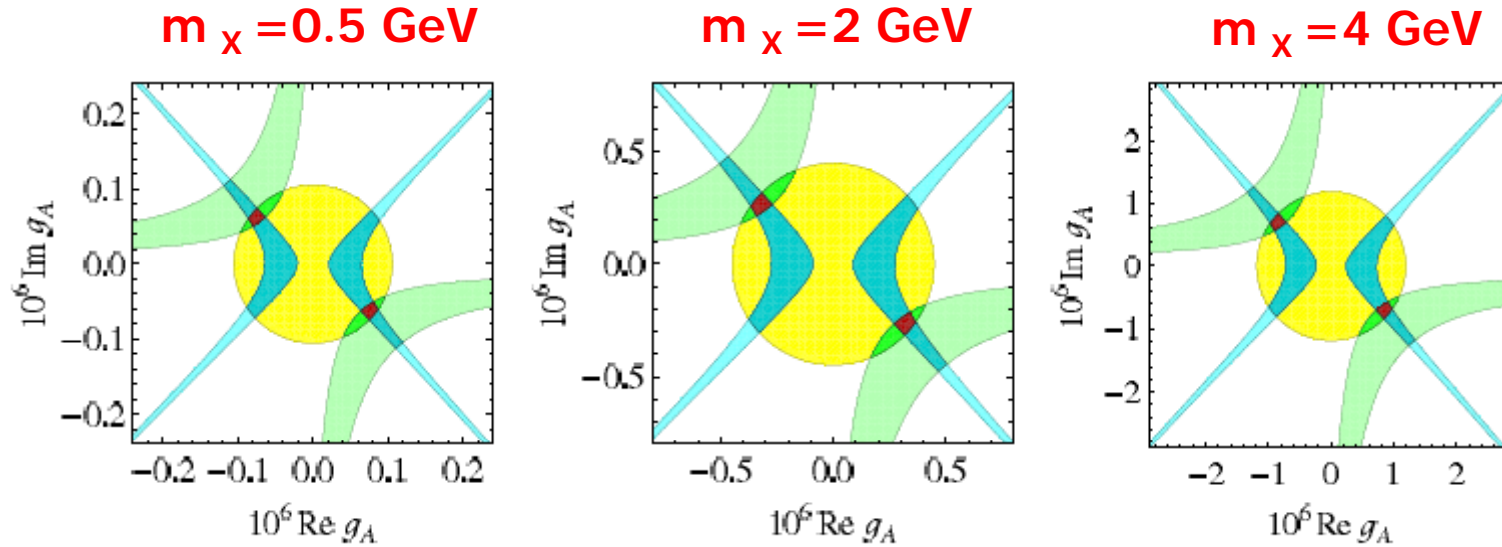 m X =0.5 GeV
m X =2 GeV
m X =4 GeV
10^6 Im g_A
0.2
0.1
0.0
−0.1
−0.2
−0.2 −0.1 0.0 0.1 0.2
10^6 Re g_A
10^6 Im g_A
0.5
0.0
−0.5
−0.5 0.0 0.5
10^6 Re g_A
10^6 Im g_A
2
1
0
−1
−2
−2 −1 0 1 2
10^6 Re g_A